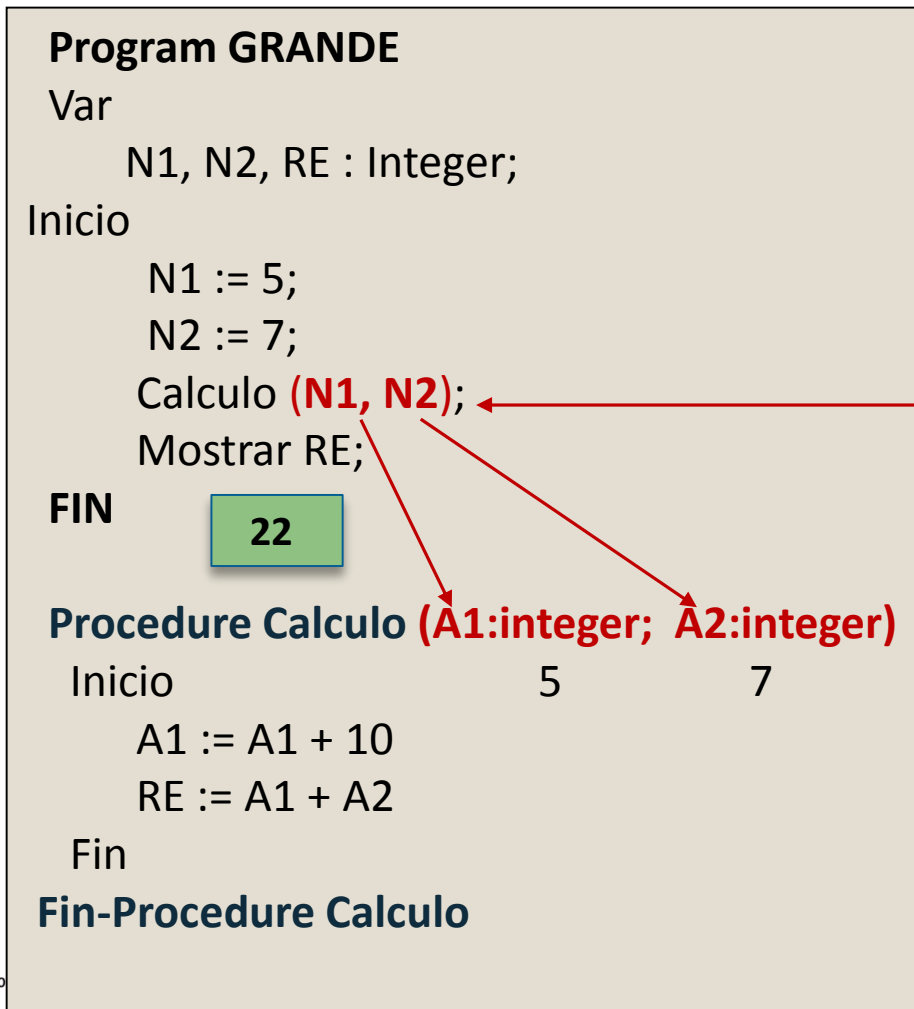 Program GRANDE
Var
N1, N2, RE : Integer;
Inicio
N1 := 5;
N2 := 7;
Calculo (N1, N2);
Mostrar RE;
FIN
22
Procedure Calculo (A1:integer; A2:integer)
Inicio 5 7
A1 := A1 + 10
RE := A1 + A2
Fin
Fin-Procedure Calculo